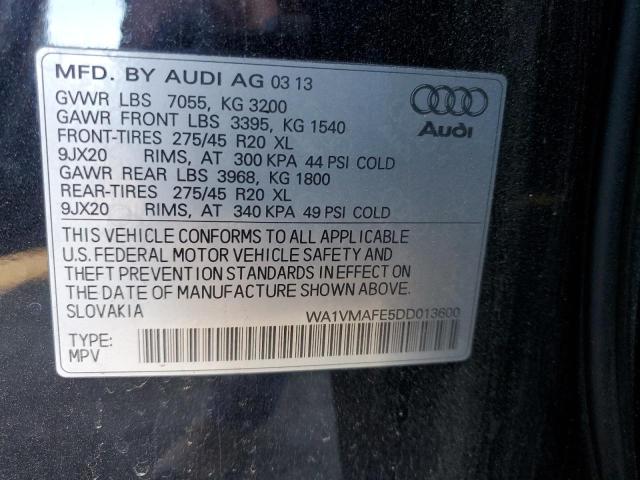 MFD. BY AUDI AG 03 13
GVWR LBS 7055, KG 3200
GAWR FRONT LBS 3395, KG 1540
FRONT-TIRES 275/45 R20 XL
9JX20 RIMS, AT 300 KPA 44 PSI COLD
GAWR REAR LBS 3968, KG 1800
REAR-TIRES 275/45 R20 XL
9JX20 RIMS, AT 340 KPA 49 PSI COLD
Audi
THIS VEHICLE CONFORMS TO ALL APPLICABLE
U.S. FEDERAL MOTOR VEHICLE SAFETY AND
THEFT PREVENTION STANDARDS IN EFFECT ON
THE DATE OF MANUFACTURE SHOWN ABOVE.
SLOVAKIA WA1VMAFE5DD013600
TYPE:
MPV